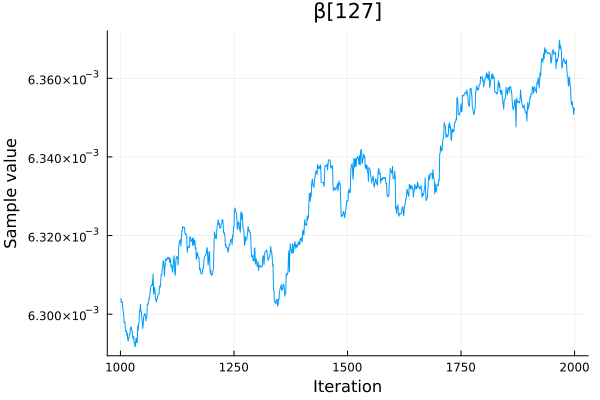 β[127]
Sample value
6.360×10⁻³
6.340×10⁻³
6.320×10⁻³
6.300×10⁻³
1000 1250 1500 1750 2000
Iteration